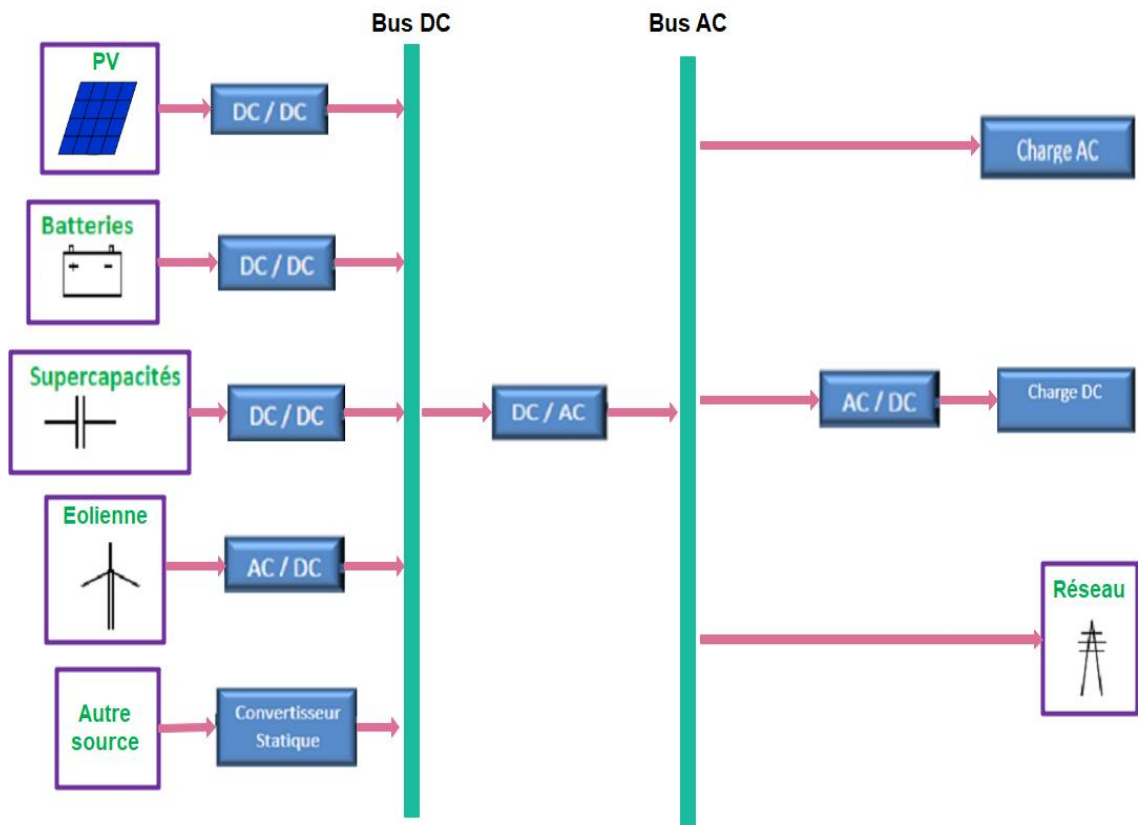 Bus DC
Bus AC
PV
DC / DC
Charge AC
Batteries
DC / DC
Supercapacités
DC / DC
DC / AC
AC / DC
Charge DC
Eolienne
AC / DC
Réseau
Autre
source
Convertisseur
Statique